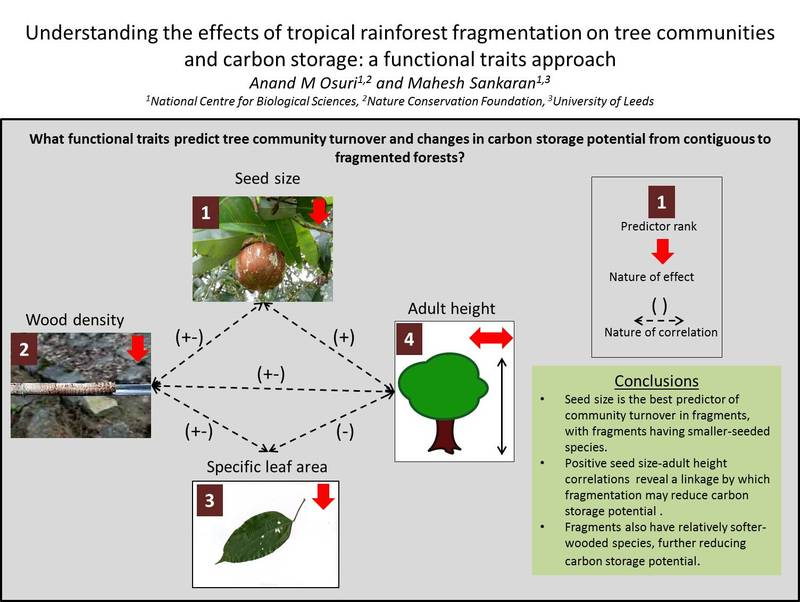 Understanding the effects of tropical rainforest fragmentation on tree communities
and carbon storage: a functional traits approach
Anand M Osuri1,2 and Mahesh Sankaran1,3
1National Centre for Biological Sciences, 2Nature Conservation Foundation, 3University of Leeds
What functional traits predict tree community turnover and changes in carbon storage potential from contiguous to
fragmented forests?
Seed size
1
Wood density
2
Adult height
4
(+-)
(+)
(+-)
(+-)
(-)
Specific leaf area
3
1
Predictor rank
Nature of effect
( )
Nature of correlation
Conclusions
• Seed size is the best predictor of
community turnover in fragments,
with fragments having smaller-seeded
species.
• Positive seed size-adult height
correlations reveal a linkage by which
fragmentation may reduce carbon
storage potential .
• Fragments also have relatively softer-
wooded species, further reducing
carbon storage potential.